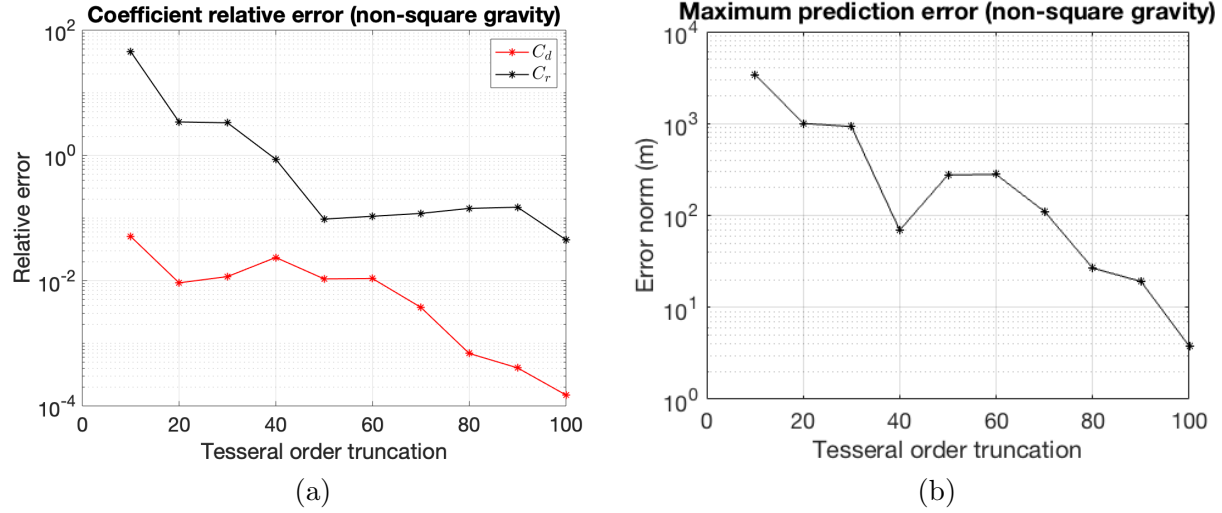 Coefficient relative error (non-square gravity)
10^2
10^0
10^-2
10^-4
Relative error
C_d
C_r
0 20 40 60 80 100
Tesseral order truncation
(a)
Maximum prediction error (non-square gravity)
10^4
10^3
10^2
10^1
10^0
Error norm (m)
0 20 40 60 80 100
Tesseral order truncation
(b)